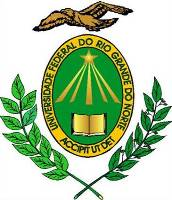 UNIVERSIDADE FEDERAL DO RIO GRANDE DO NORTE
ACCIPIT UT DET